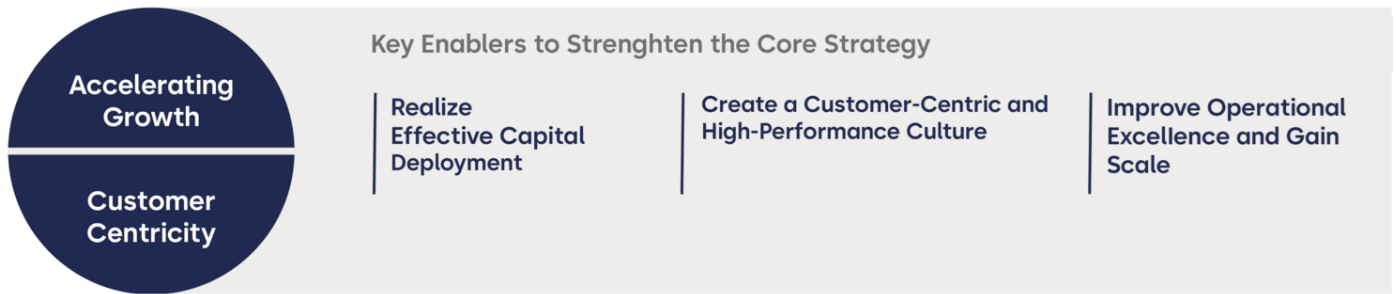 Accelerating
Growth
Customer
Centricity
Key Enablers to Strenghten the Core Strategy
Realize
Effective Capital
Deployment
Create a Customer-Centric and
High-Performance Culture
Improve Operational
Excellence and Gain
Scale